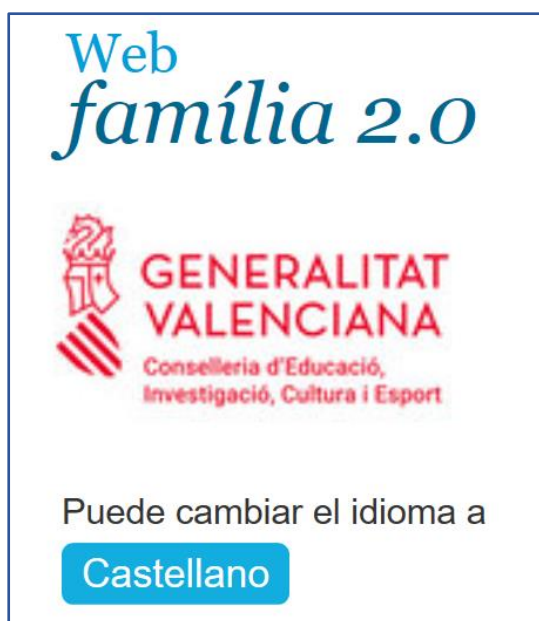 Web
família 2.0
GENERALITAT
VALENCIANA
Conselleria d'Educació,
Investigació, Cultura i Esport
Puede cambiar el idioma a
Castellano